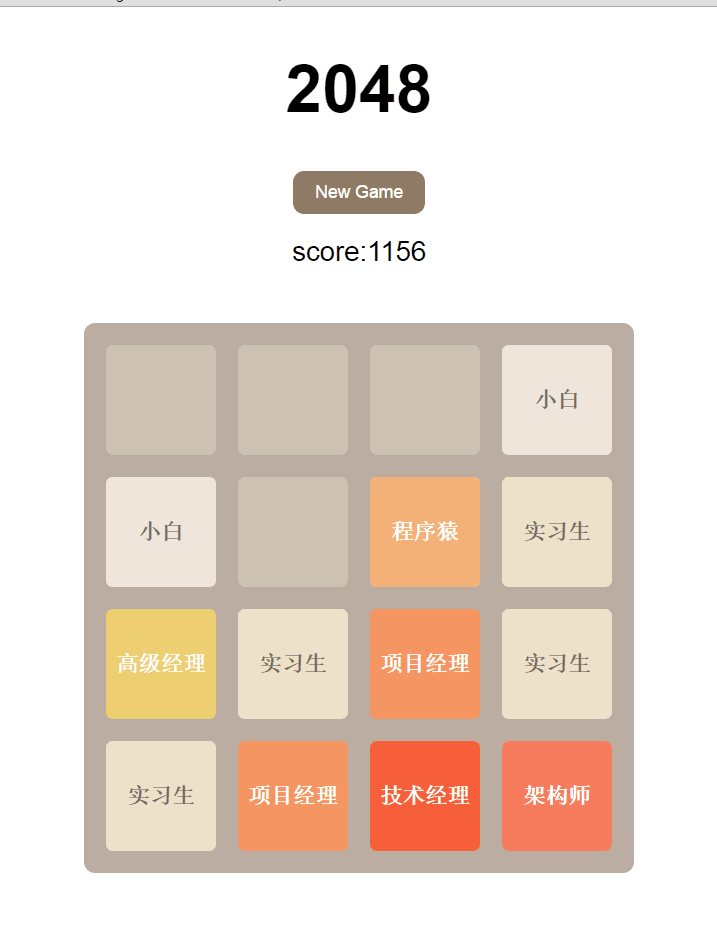 2048
New Game
score:1156
小白
小白 程序猿 实习生
高级经理 实习生 项目经理 实习生
实习生 项目经理 技术经理 架构师